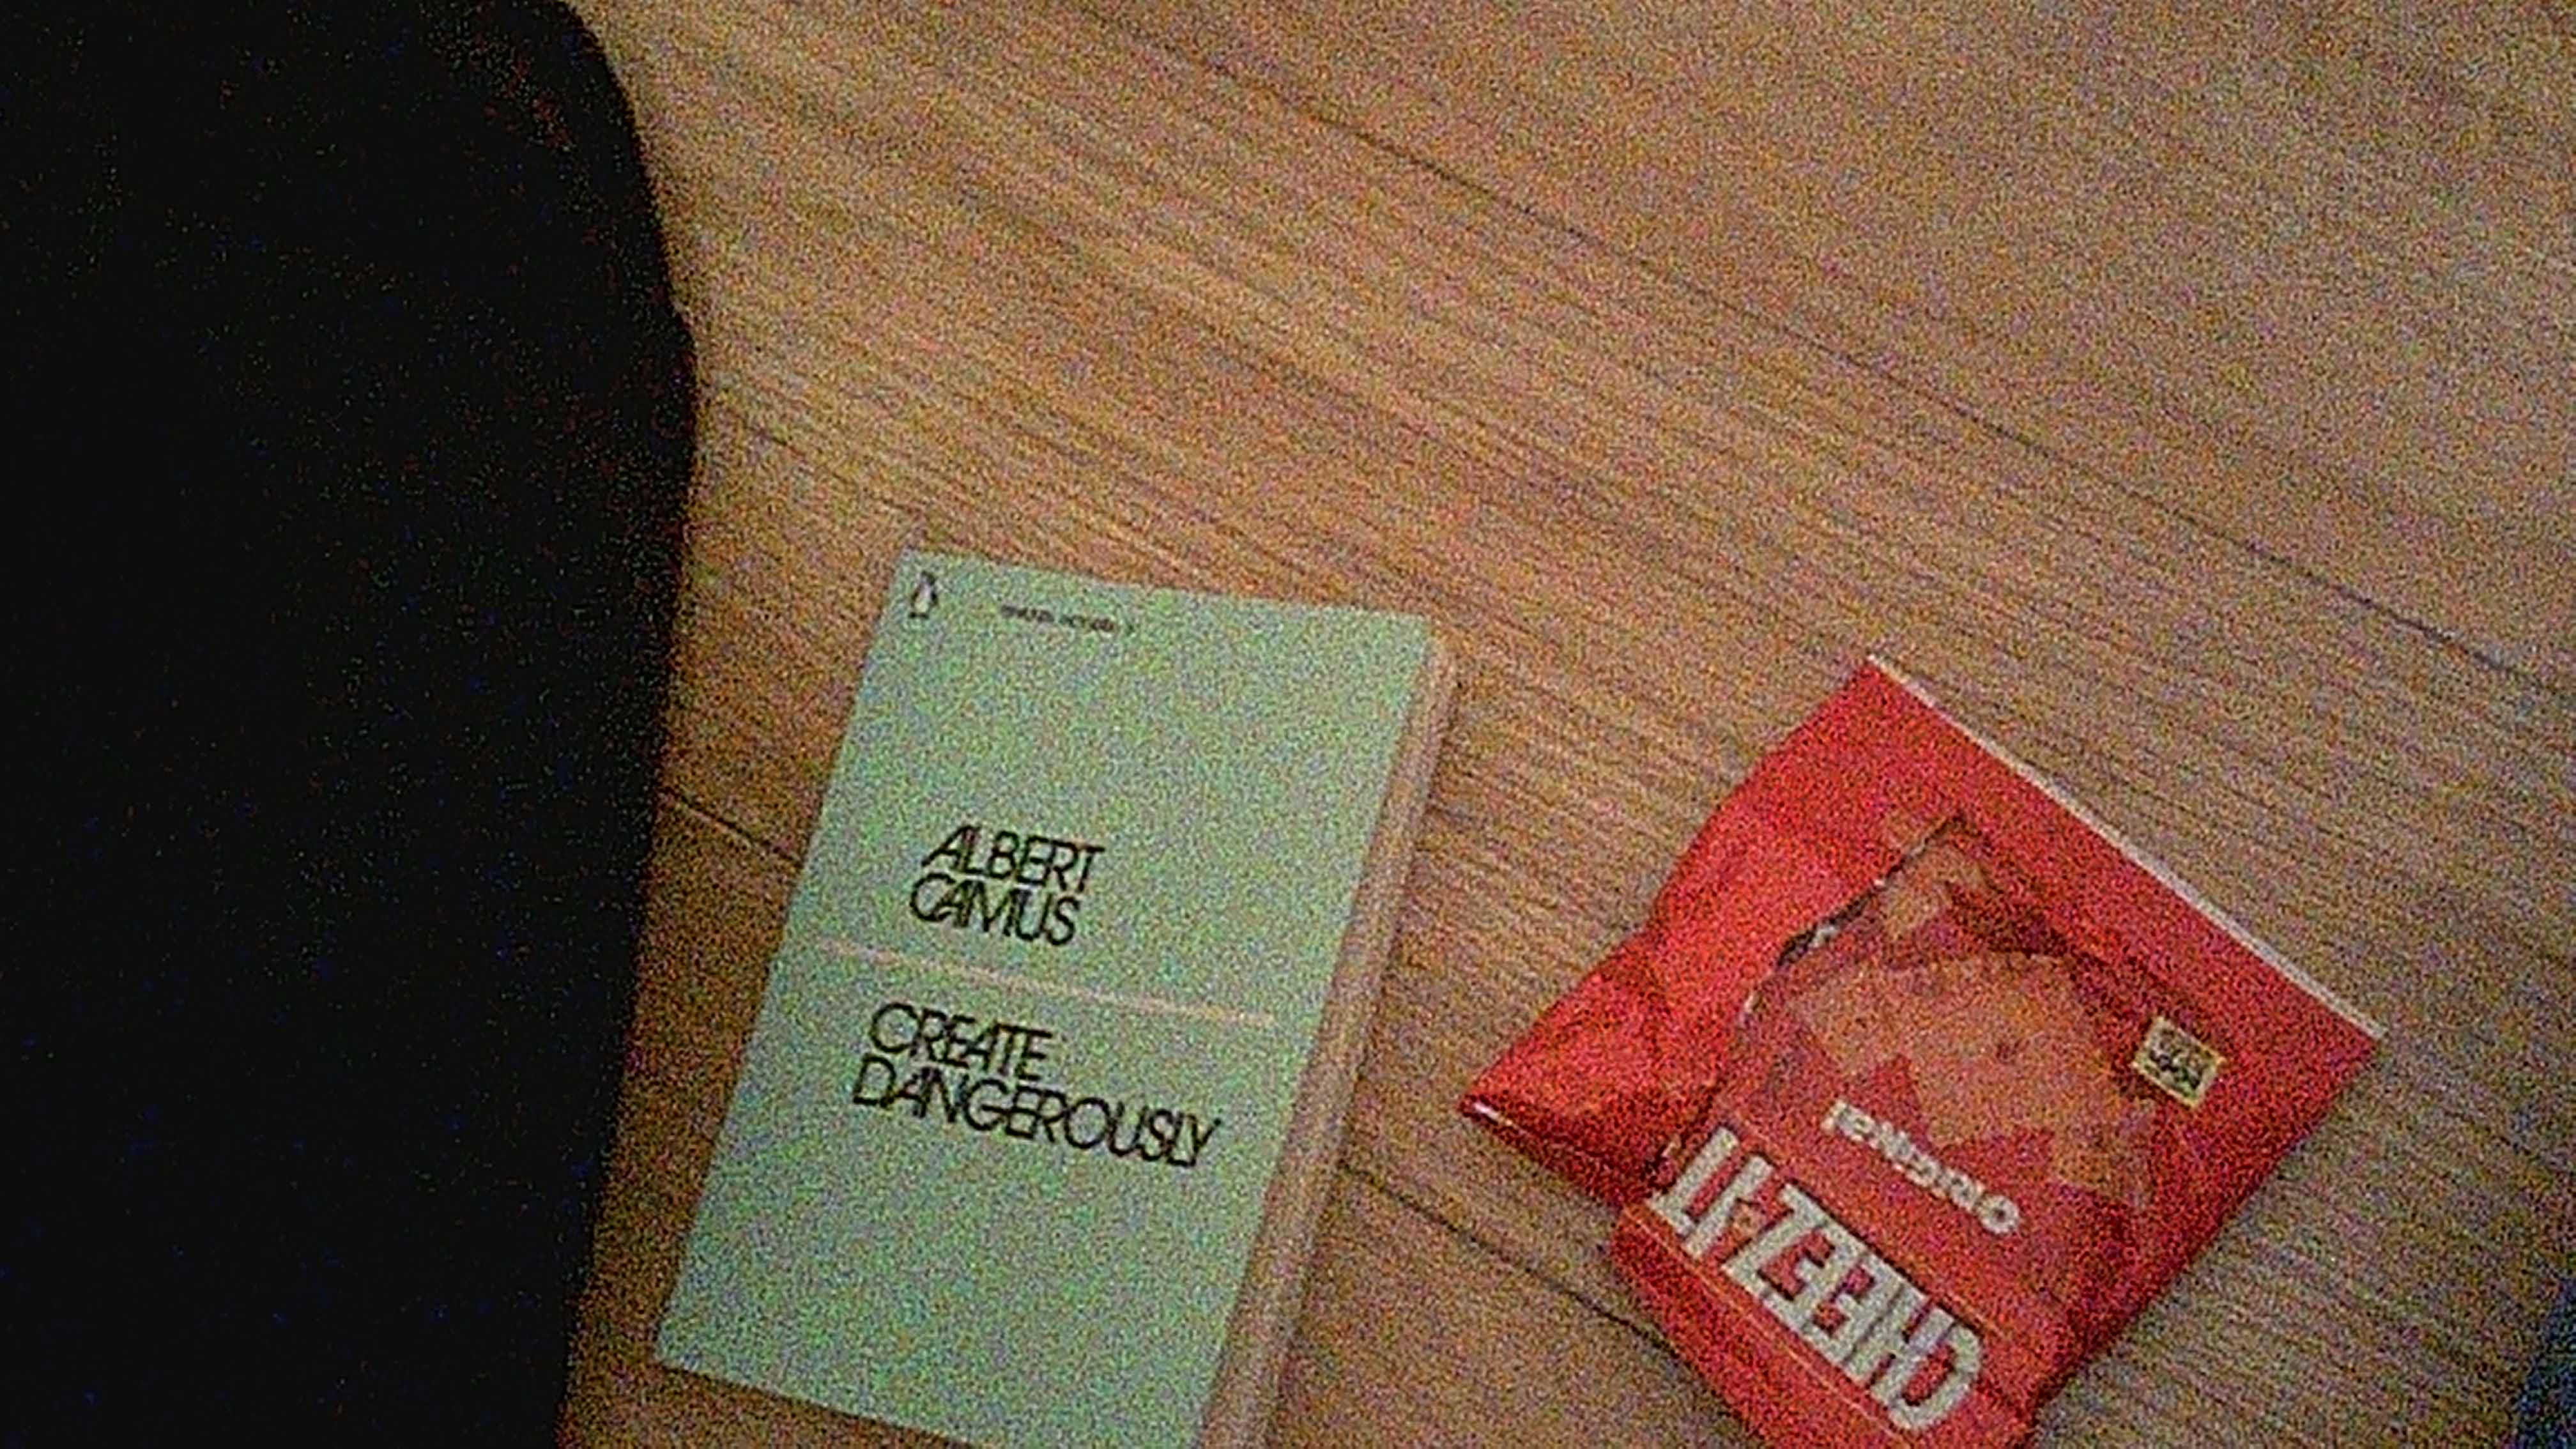 ALBERT
CAMUS
CREATE
DANGEROUSLY
ORIGINAL
CHEEZ-IT